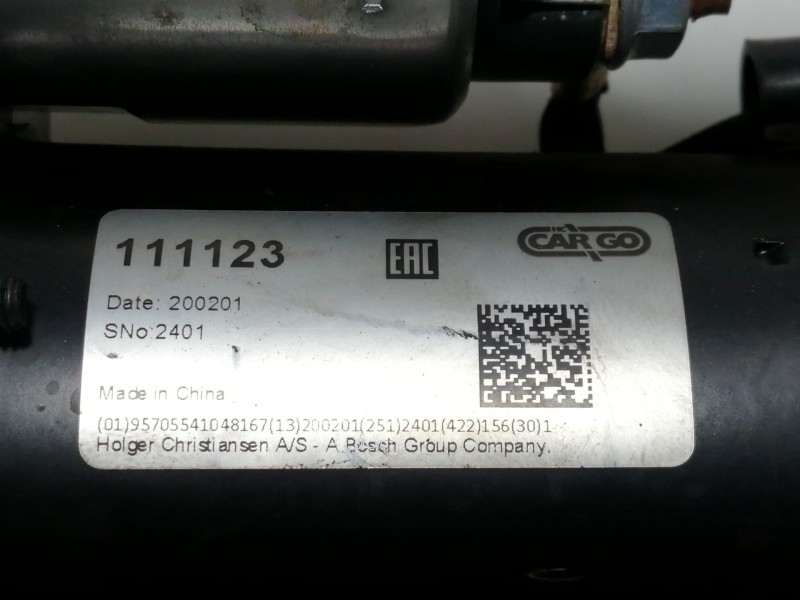 111123
EAC
HC CARGO
Date: 200201
SNo:2401
Made in China
(01)95705541048167(13)200201(251)2401(422)156(30)1
Holger Christiansen A/S - A Bosch Group Company.